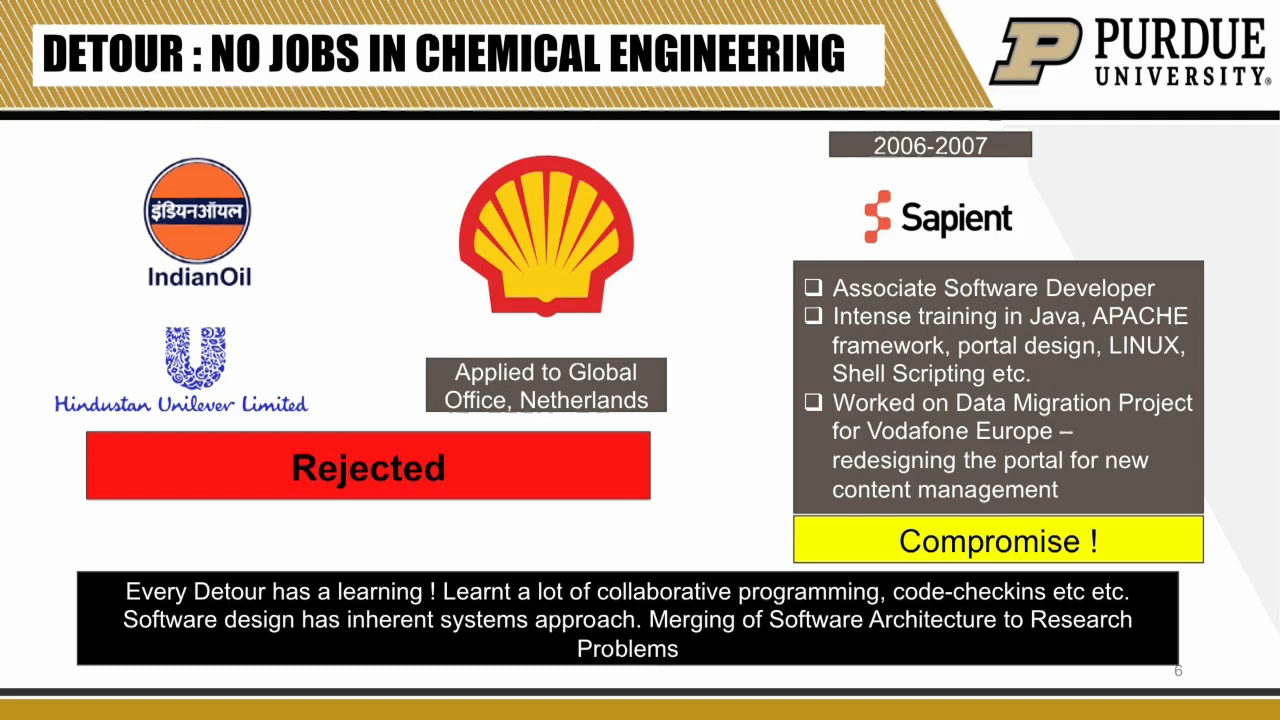 DETOUR : NO JOBS IN CHEMICAL ENGINEERING
PURDUE
UNIVERSITY®
इंडियनऑयल
IndianOil
Hindustan Unilever Limited
Applied to Global
Office, Netherlands
Rejected
2006-2007
Sapient
❑ Associate Software Developer
❑ Intense training in Java, APACHE
framework, portal design, LINUX,
Shell Scripting etc.
❑ Worked on Data Migration Project
for Vodafone Europe –
redesigning the portal for new
content management
Compromise !
Every Detour has a learning ! Learnt a lot of collaborative programming, code-checkins etc etc.
Software design has inherent systems approach. Merging of Software Architecture to Research
Problems
6